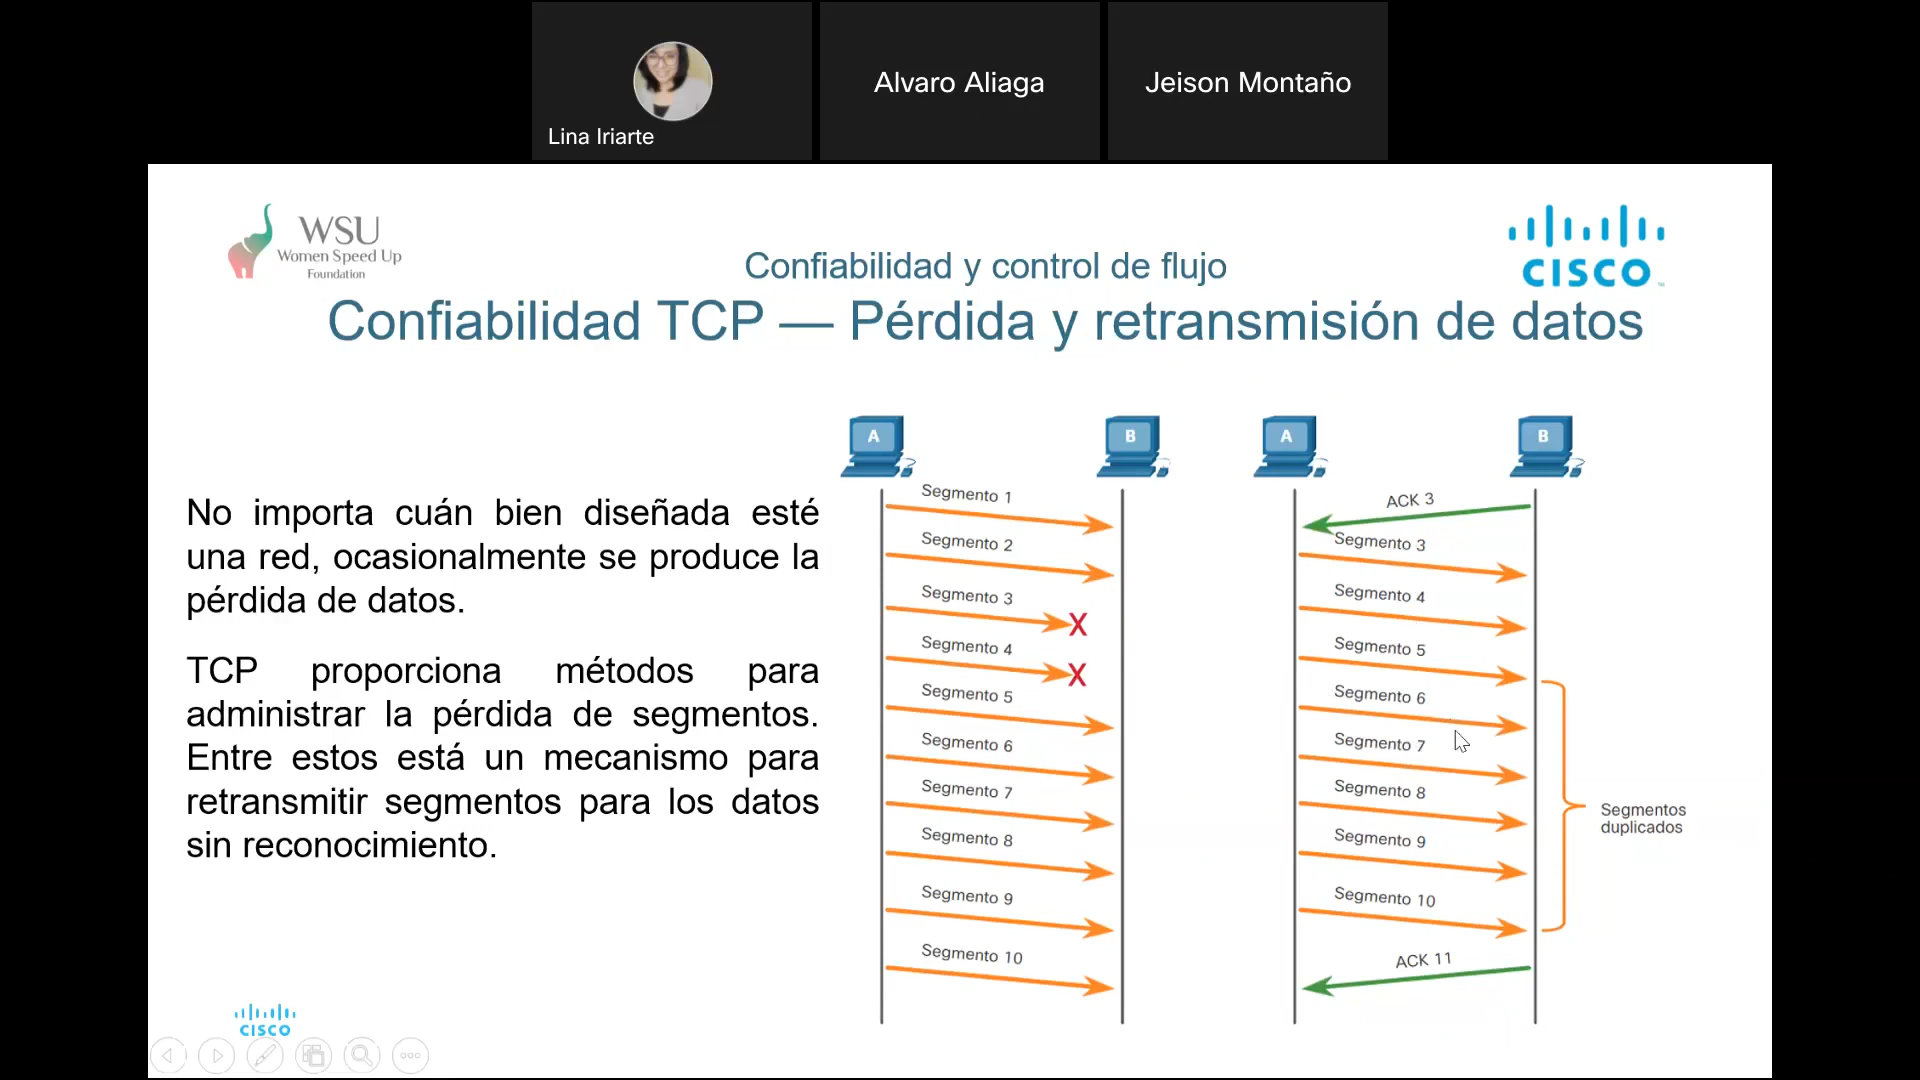 Lina Iriarte
Alvaro Aliaga
Jeison Montaño
WSU
Women Speed Up
Foundation
CISCO
Confiabilidad y control de flujo
Confiabilidad TCP — Pérdida y retransmisión de datos
No importa cuán bien diseñada esté
una red, ocasionalmente se produce la
pérdida de datos.
TCP proporciona métodos para
administrar la pérdida de segmentos.
Entre estos está un mecanismo para
retransmitir segmentos para los datos
sin reconocimiento.
A
B
Segmento 1
Segmento 2
Segmento 3
X
Segmento 4
X
Segmento 5
Segmento 6
Segmento 7
Segmento 8
Segmento 9
Segmento 10
A
B
ACK 3
Segmento 3
Segmento 4
Segmento 5
Segmento 6
Segmento 7
Segmento 8
Segmento 9
Segmento 10
ACK 11
Segmentos
duplicados
CISCO